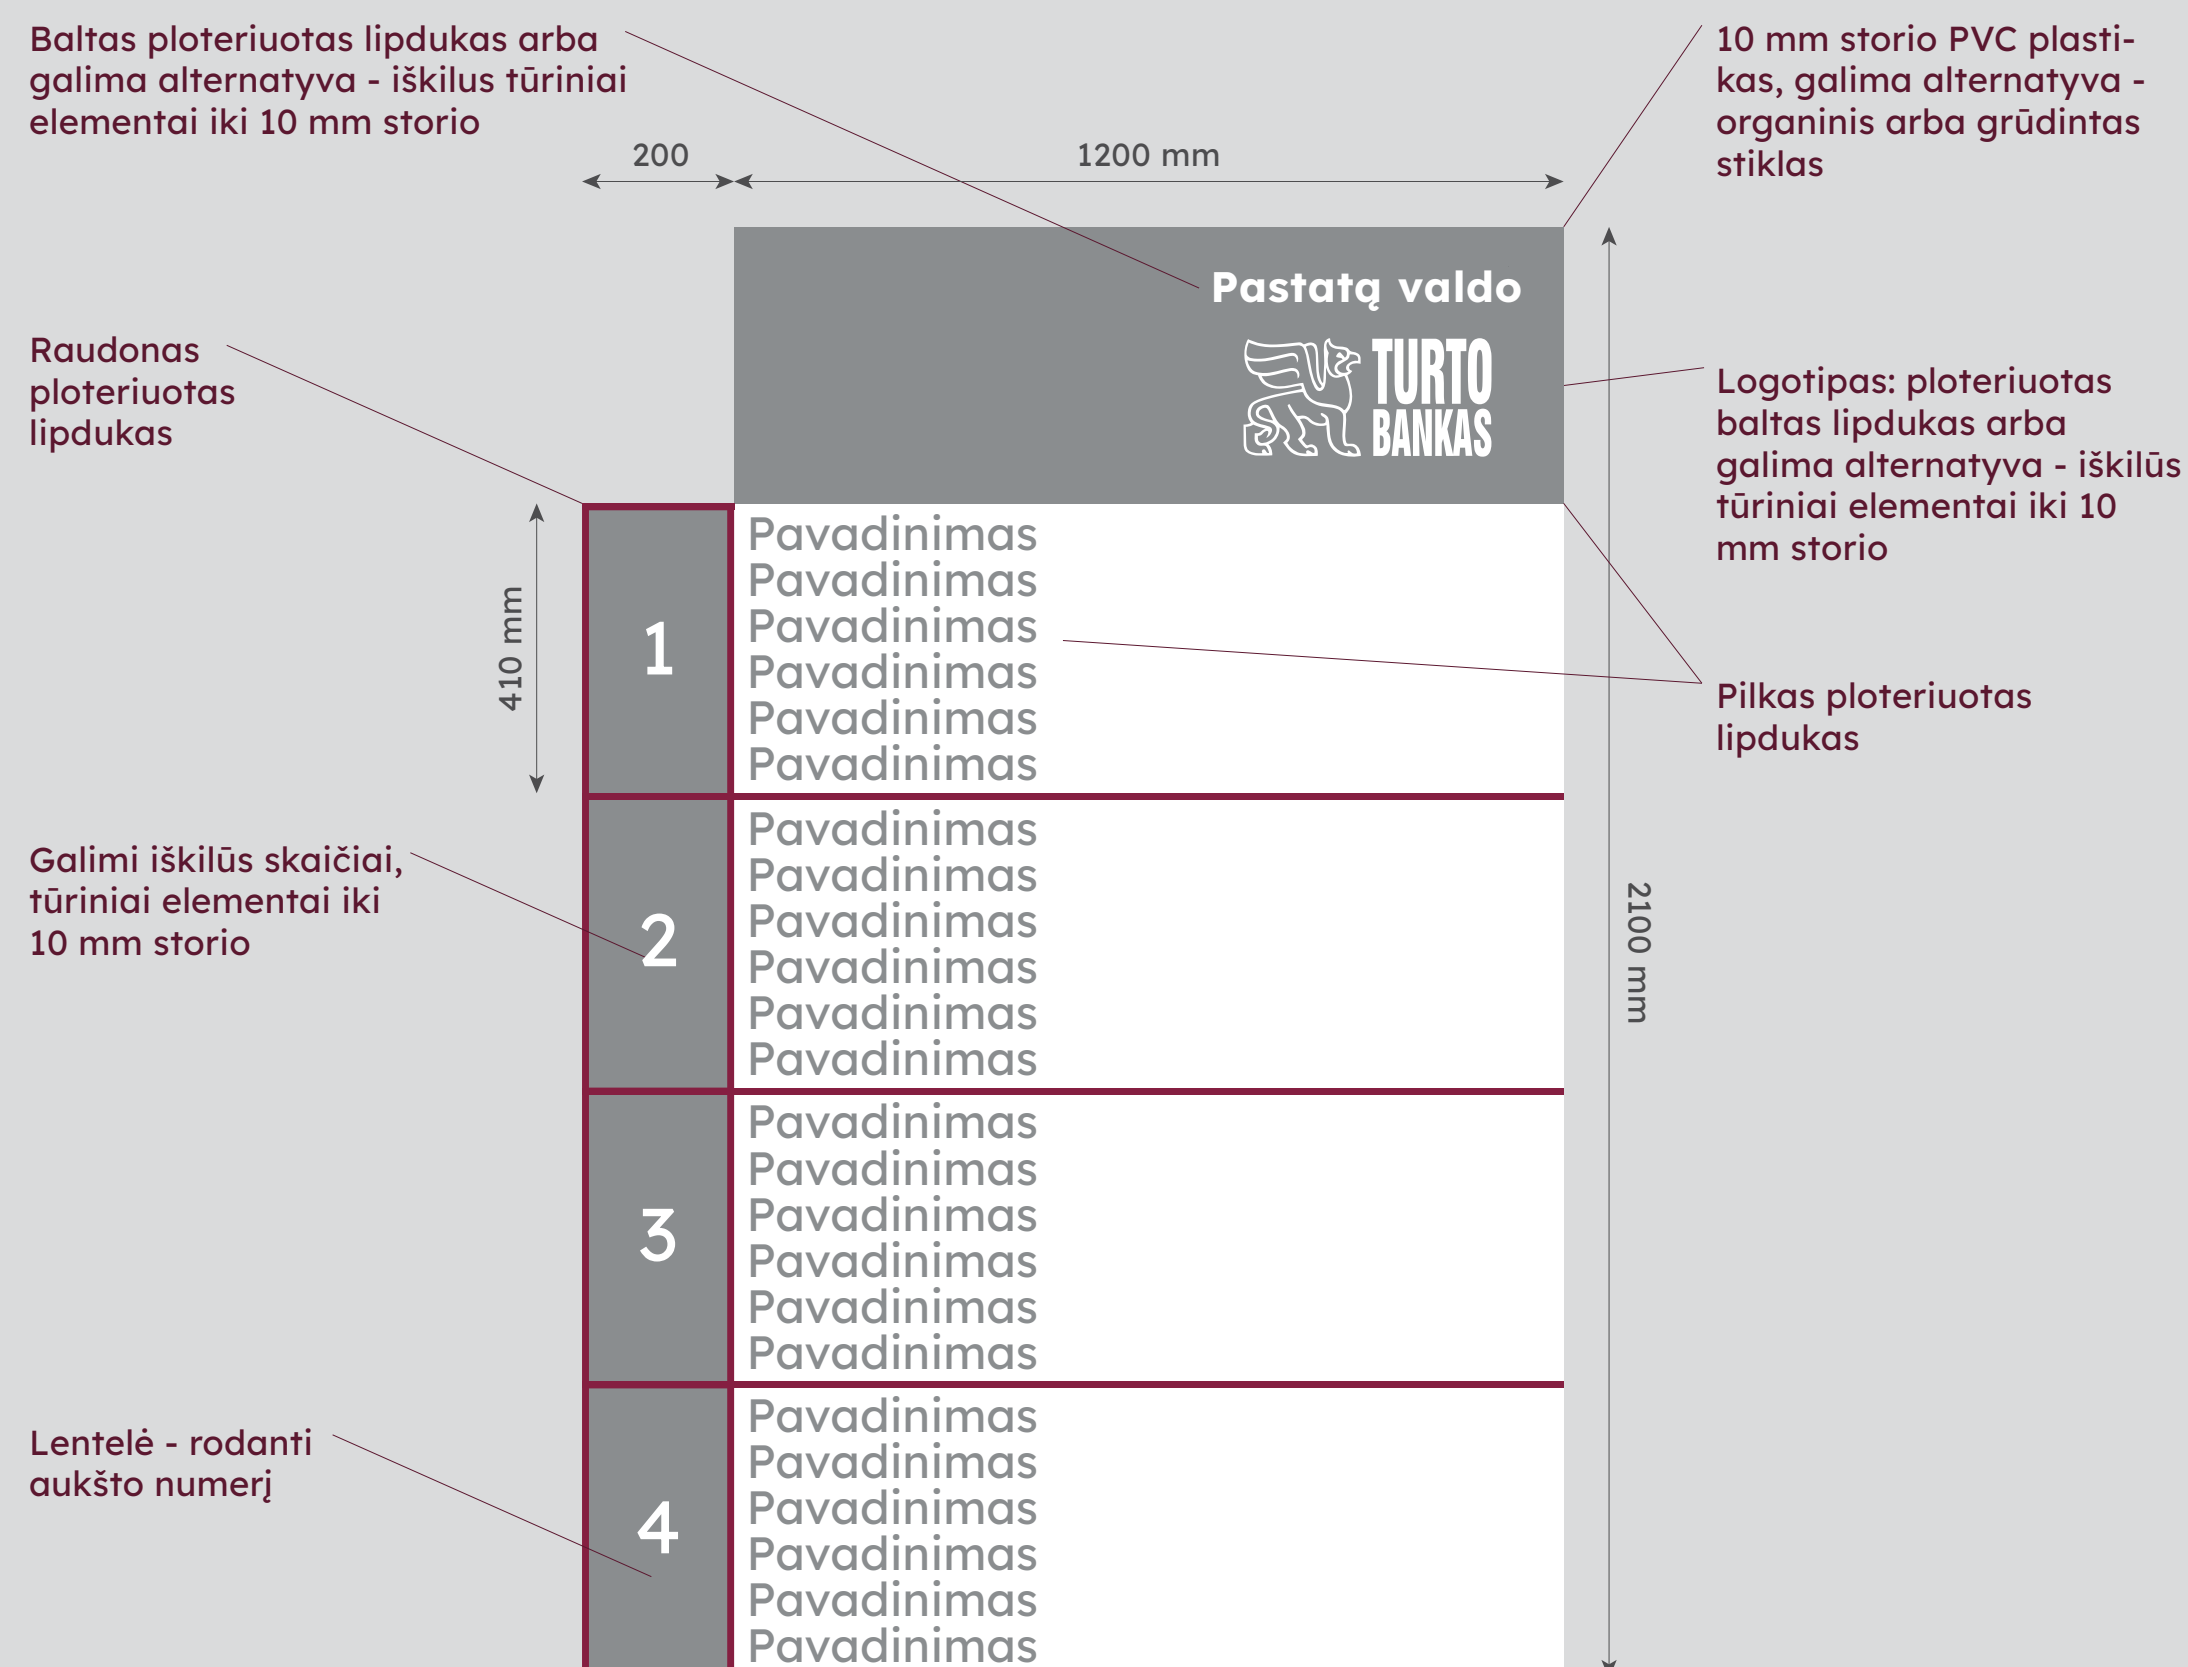 Baltas ploteriuotas lipdukas arba
galima alternatyva - iškilus tūriniai
elementai iki 10 mm storio
10 mm storio PVC plasti-
kas, galima alternatyva -
organinis arba grūdintas
stiklas
200
1200 mm
Pastatą valdo
TURTO
BANKAS
Raudonas
ploteriuotas
lipdukas
Logotipas: ploteriuotas
baltas lipdukas arba
galima alternatyva - iškilūs
tūriniai elementai iki 10
mm storio
410 mm
1
Pavadinimas
Pavadinimas
Pavadinimas
Pavadinimas
Pavadinimas
Pavadinimas
Pilkas ploteriuotas
lipdukas
Galimi iškilūs skaičiai,
tūriniai elementai iki
10 mm storio
2
Pavadinimas
Pavadinimas
Pavadinimas
Pavadinimas
Pavadinimas
Pavadinimas
2100 mm
3
Pavadinimas
Pavadinimas
Pavadinimas
Pavadinimas
Pavadinimas
Pavadinimas
Lentelė - rodanti
aukšto numerį
4
Pavadinimas
Pavadinimas
Pavadinimas
Pavadinimas
Pavadinimas
Pavadinimas